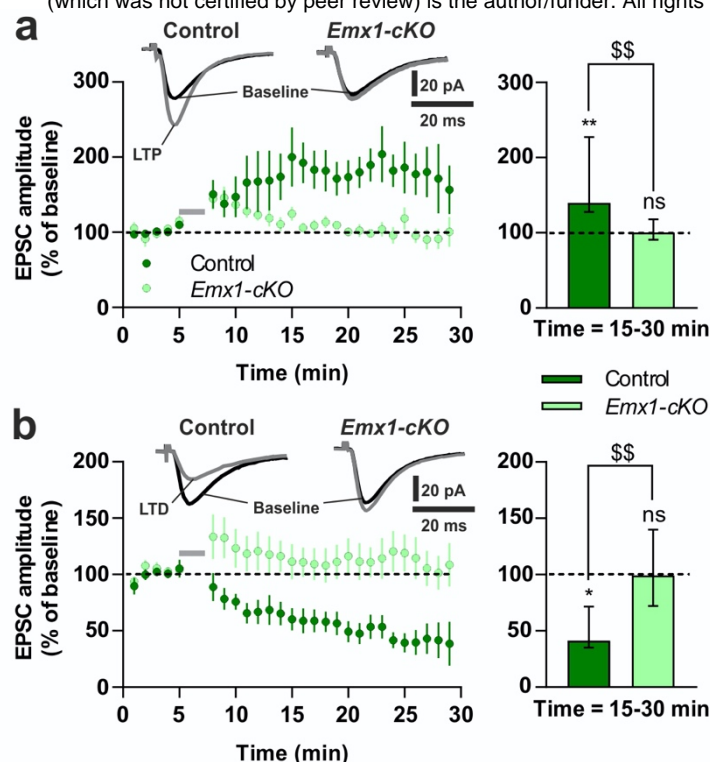 (which was not certified by peer review) is the author/funder. All rights
a
Control
Emx1-cKO
Baseline
LTP
20 pA
20 ms
EPSC amplitude
(% of baseline)
300
200
100
0
Control
Emx1-cKO
0 5 10 15 20 25 30
Time (min)
$$
**
ns
300
200
100
0
Time = 15-30 min
Control
Emx1-cKO
b
Control
Emx1-cKO
LTD
Baseline
20 pA
20 ms
EPSC amplitude
(% of baseline)
200
150
100
50
0
0 5 10 15 20 25 30
Time (min)
$$
*
ns
200
150
100
50
0
Time = 15-30 min